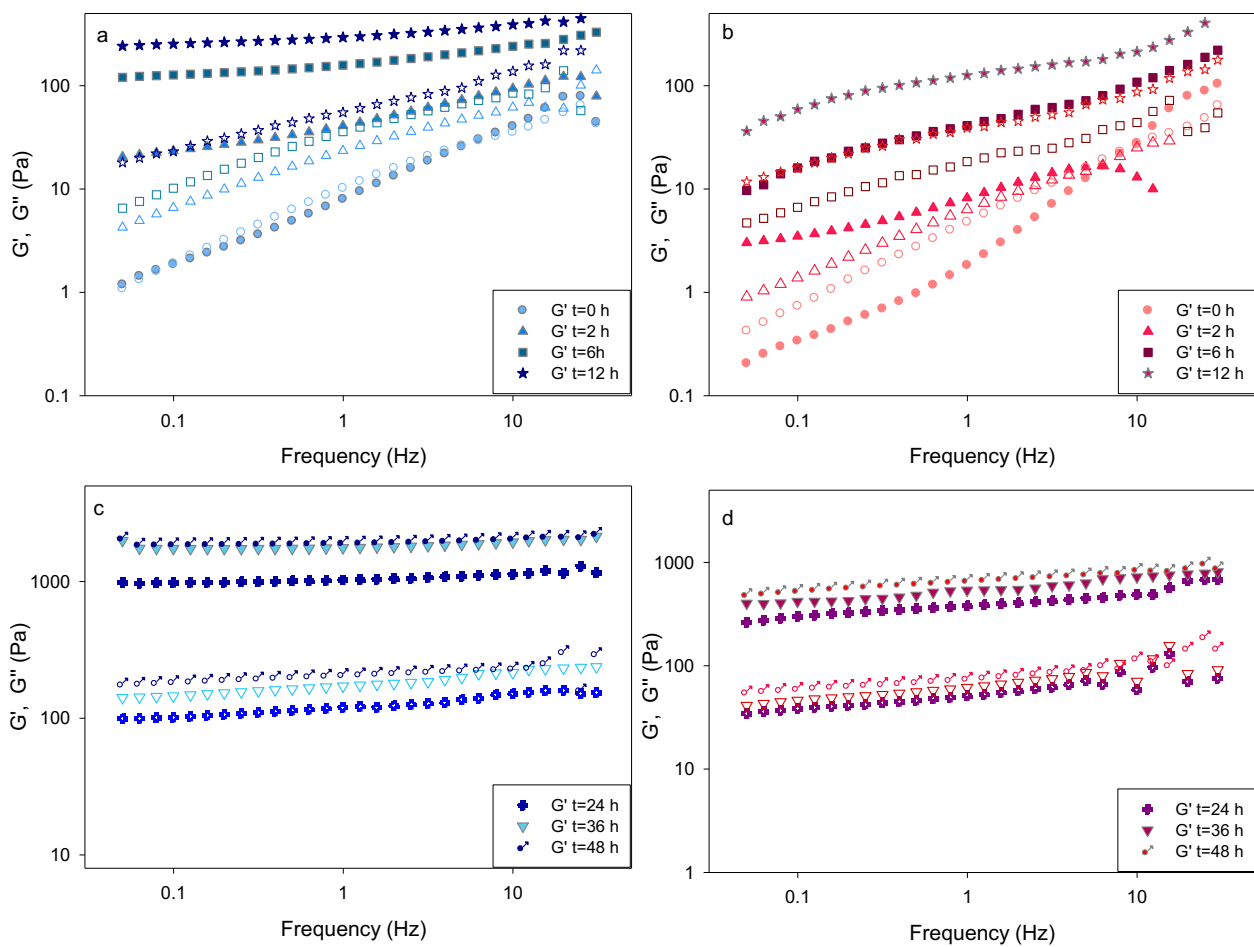 a
100
10
1
0.1
G',  G" (Pa)
G' t=0 h
G' t=2 h
G' t=6h
G' t=12 h
0.1
1
10
Frequency (Hz)
b
100
10
1
0.1
G',  G" (Pa)
G' t=0 h
G' t=2 h
G' t=6 h
G' t=12 h
0.1
1
10
Frequency (Hz)
c
1000
100
10
G',  G" (Pa)
G' t=24 h
G' t=36 h
G' t=48 h
0.1
1
10
Frequency (Hz)
d
1000
100
10
1
G',  G" (Pa)
G' t=24 h
G' t=36 h
G' t=48 h
0.1
1
10
Frequency (Hz)